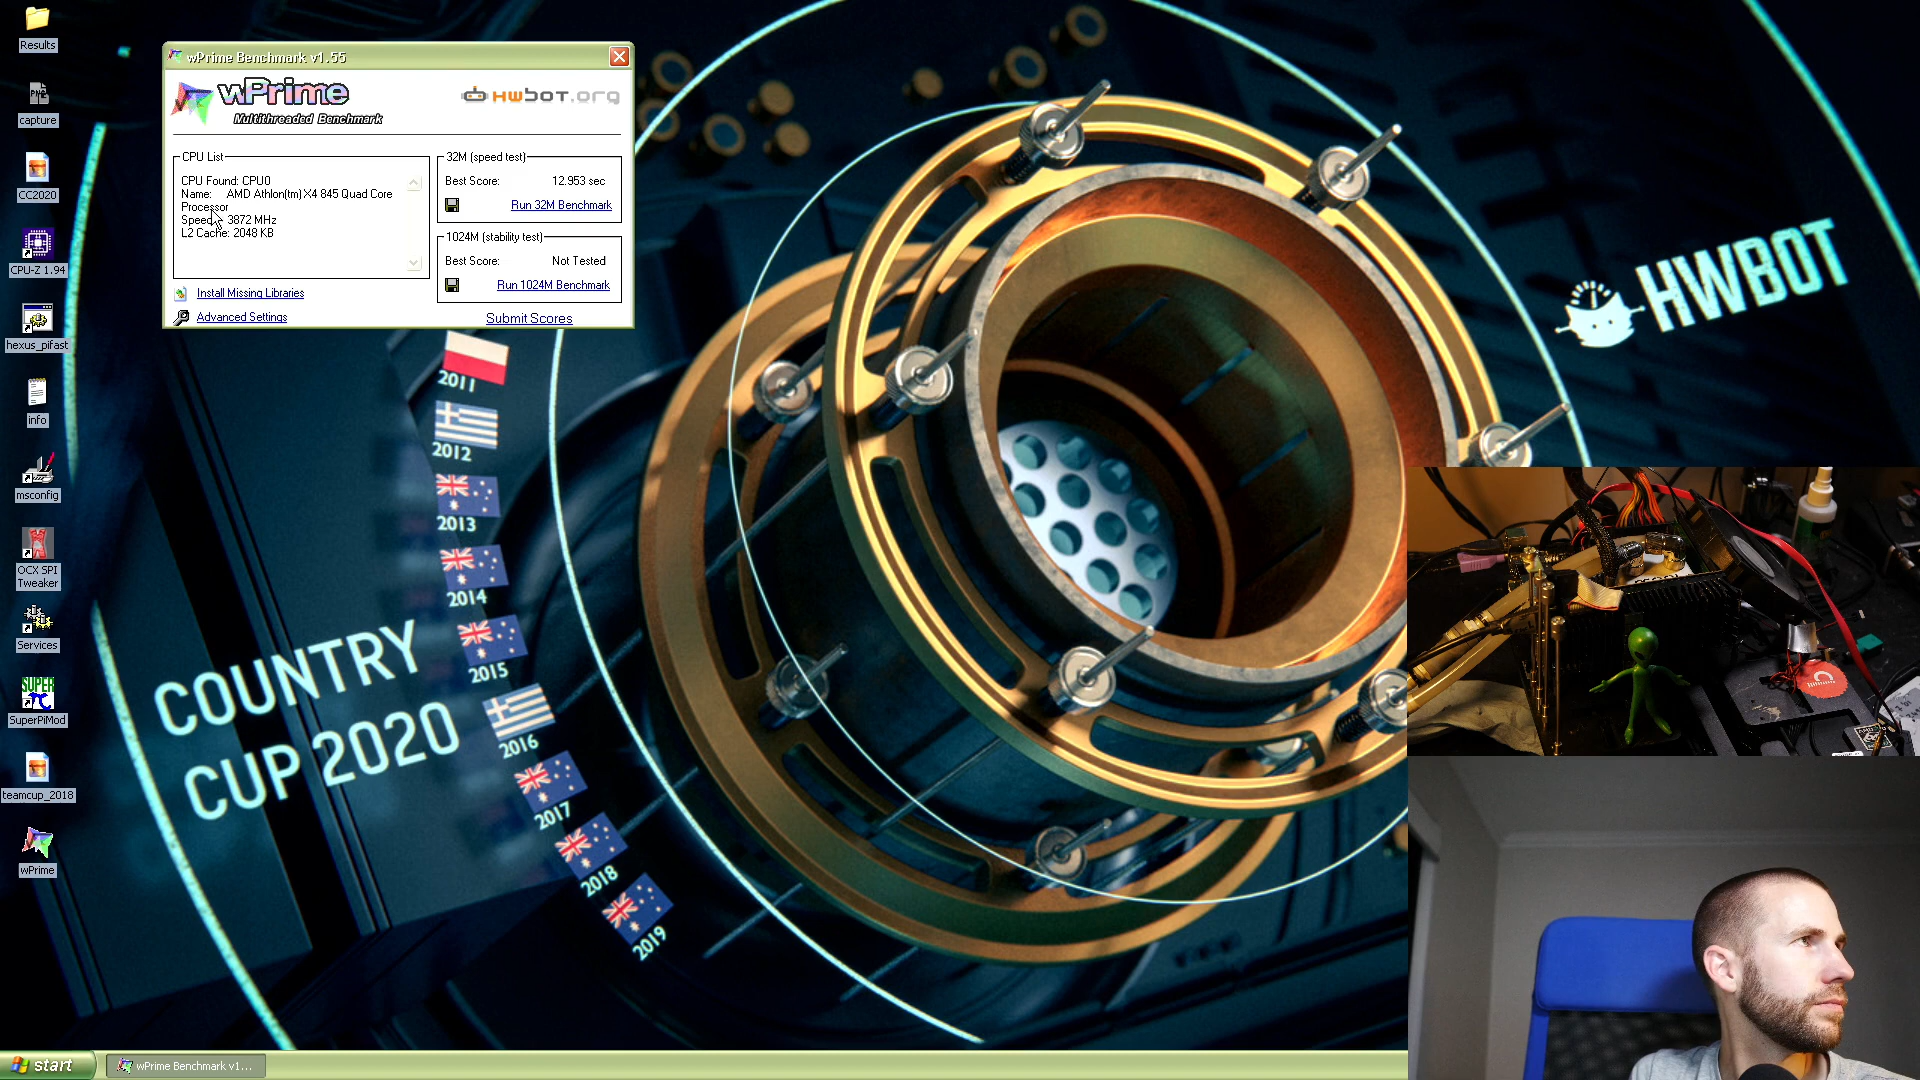 Results
capture
CC2020
CPU-Z 1.94
hexus_pifast
info
msconfig
OCX SPI
Tweaker
Services
SUPER
SuperPiMod
teamcup_2018
wPrime
wPrime Benchmark v1.55
wPrime
Multithreaded Benchmark
HWBOT.ORG
CPU List
CPU Found: CPU0
Name: AMD Athlon(tm) X4 845 Quad Core
Processor
Speed: 3872 MHz
L2 Cache: 2048 KB
Install Missing Libraries
Advanced Settings
32M (speed test)
Best Score: 12.953 sec
Run 32M Benchmark
1024M (stability test)
Best Score: Not Tested
Run 1024M Benchmark
Submit Scores
2011
2012
2013
2014
2015
2016
2017
2018
2019
COUNTRY
CUP 2020
HWBOT
start
wPrime Benchmark v1...